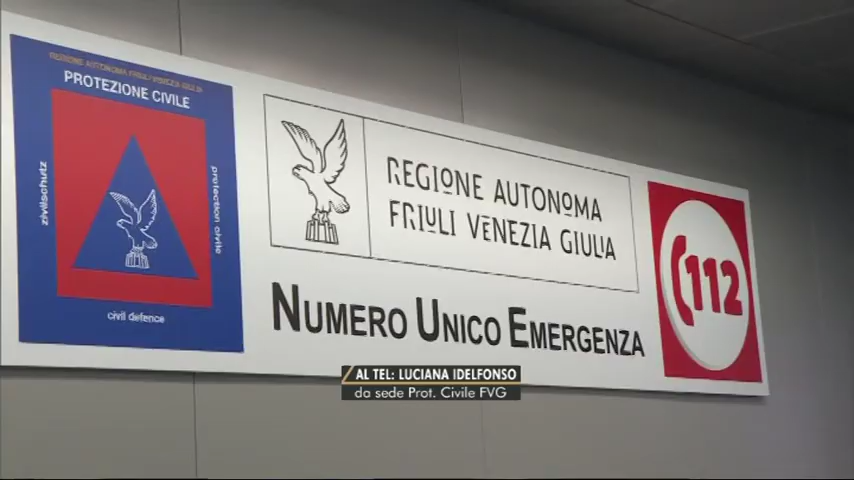 REGIONE AUTONOMA FRIULI VENEZIA GIULIA
PROTEZIONE CIVILE
zivilschutz
protection civile
civil defence
REGIONE AUTONOMA
FRIULI VENEZIA GIULIA
NUMERO UNICO EMERGENZA
112
AL TEL: LUCIANA IDELFONSO
da sede Prot. Civile FVG